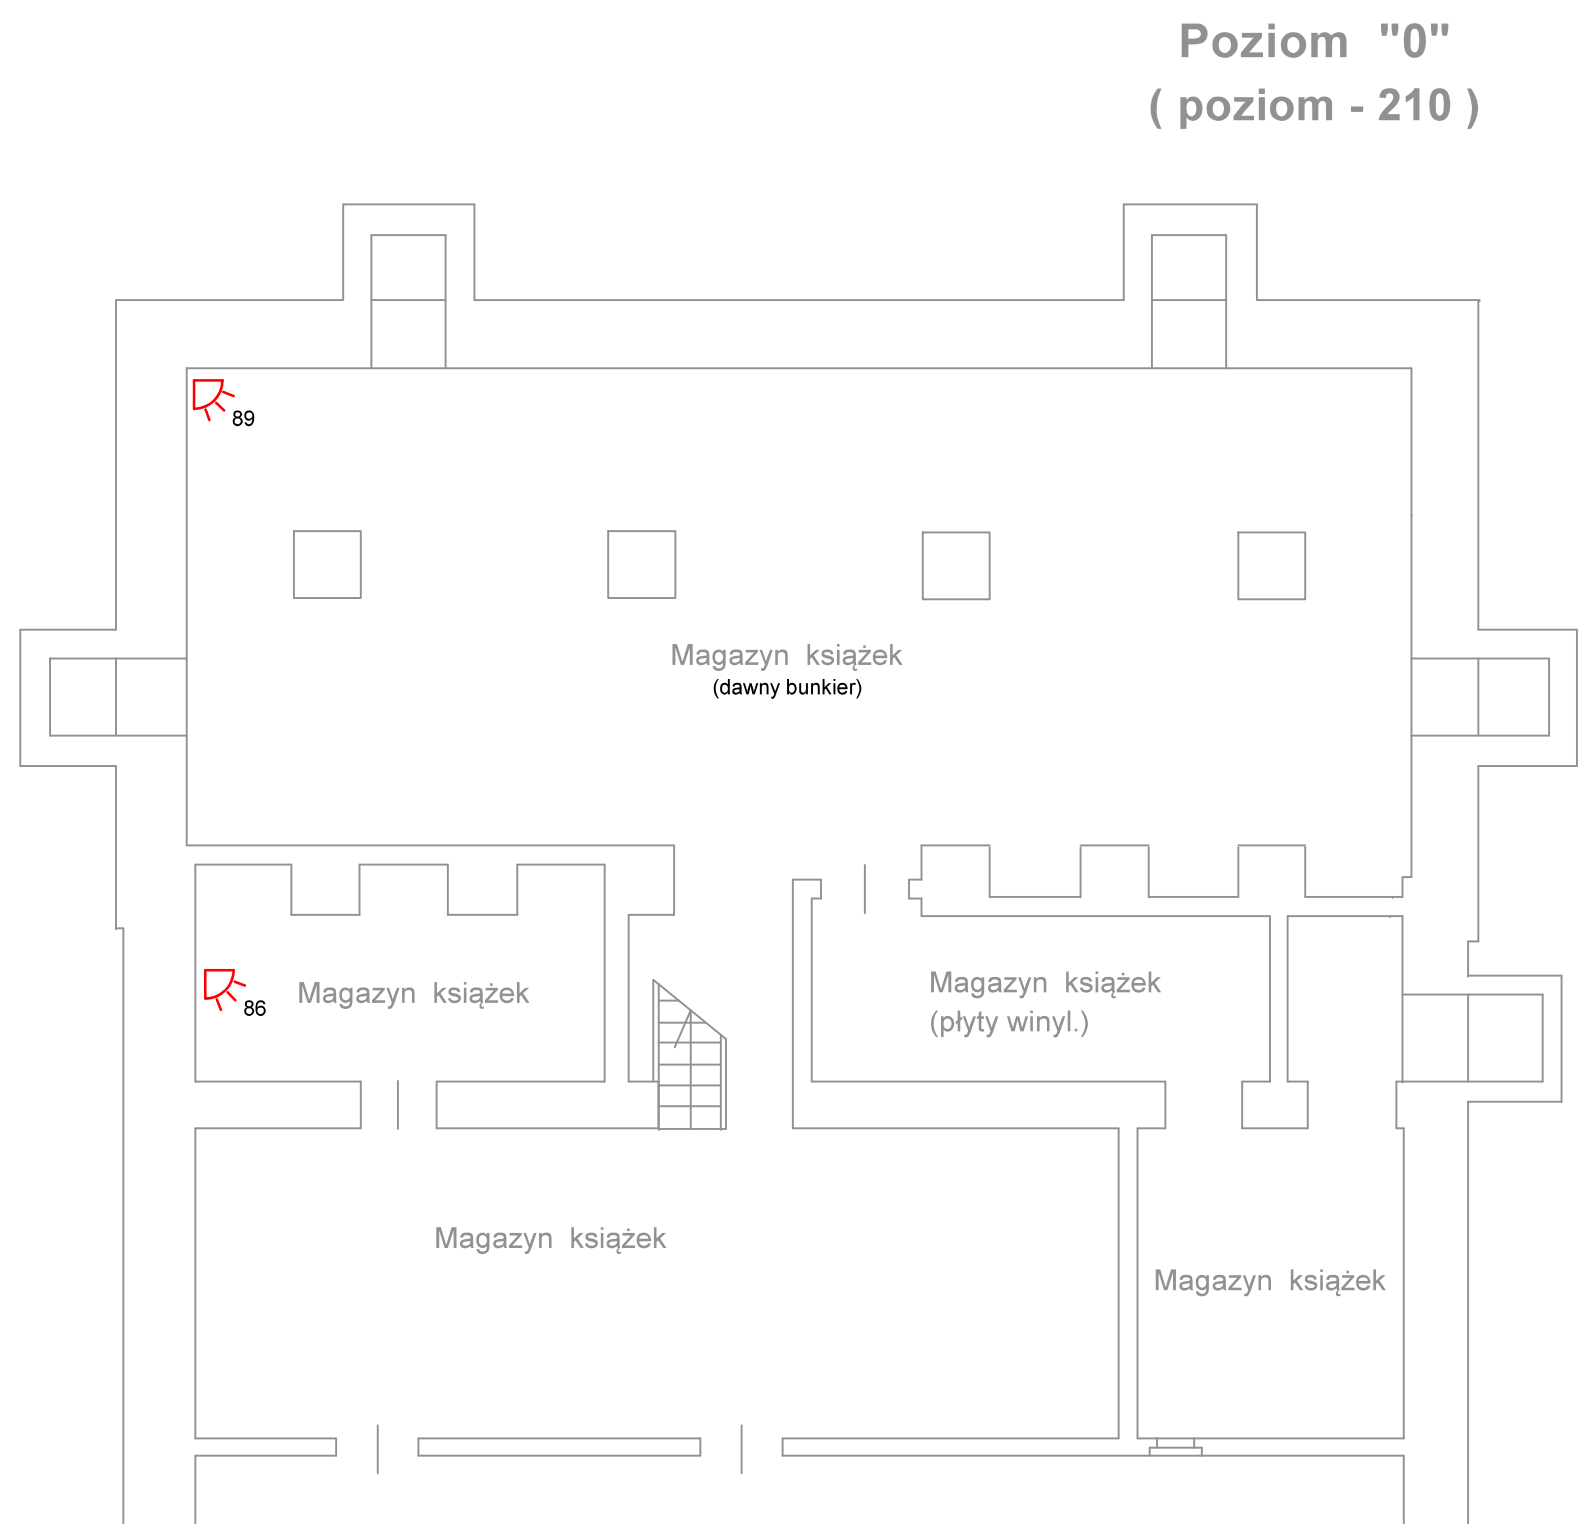 Poziom "0"
( poziom - 210 )
89
Magazyn książek
(dawny bunkier)
Magazyn książek
86
Magazyn książek
(płyty winyl.)
Magazyn książek
Magazyn książek